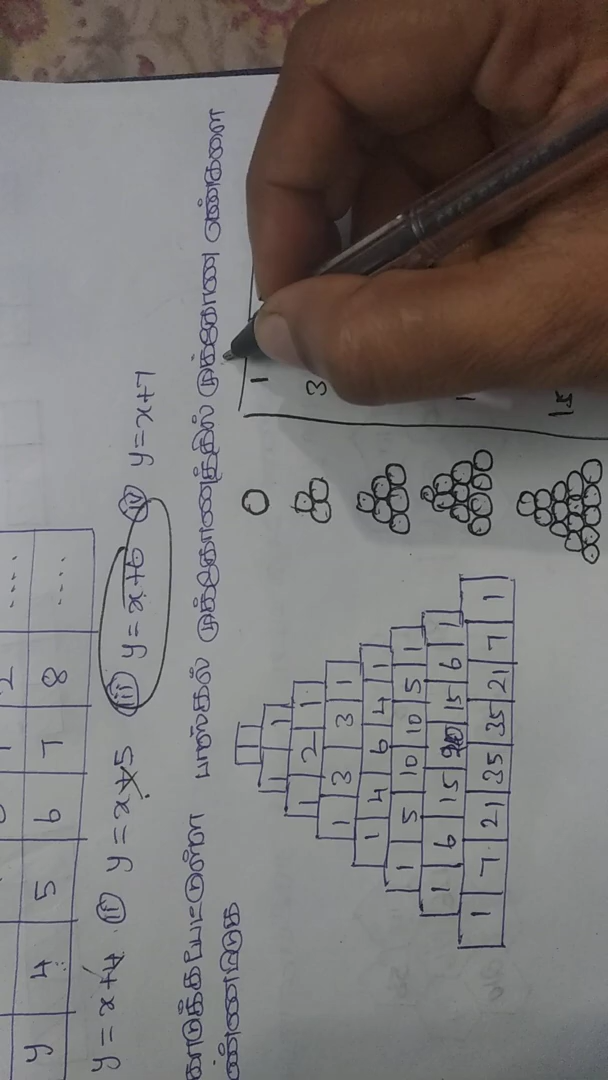 2 ....
y 4 5 6 7 8 ....
y = x+4 ii y = x+5 iii y = x+6 iv y = x+7
கொடுக்கப்பட்டுள்ள பாஸ்கல் முக்கோணத்தில் முக்கோண எண்களை
1
1 1
1 2 1
1 3 3 1
1 4 6 4 1
1 5 10 10 5 1
1 6 15 20 15 6 1
1 7 21 35 35 21 7 1
1
3
15